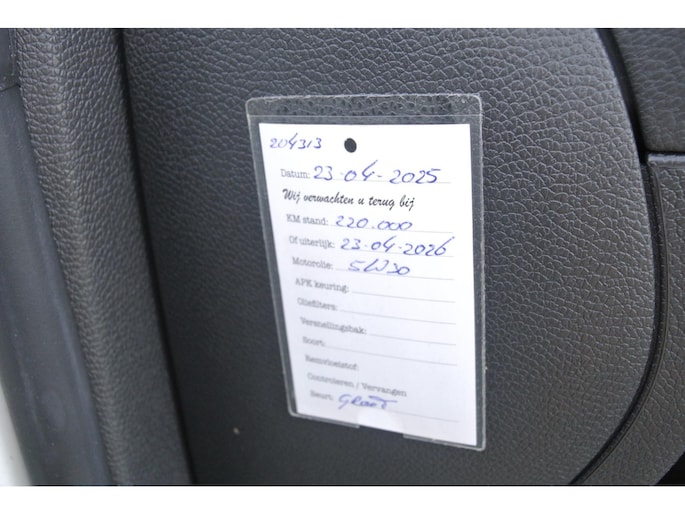 204313
Datum: 23-04-2025
Wij verwachten u terug bij
KM stand: 220.000
Of uiterlijk: 23-04-2026
Motorolie: 5W30
APK keuring:
Oliefilters:
Versnellingsbak:
Soort:
Remvloeistof:
Controleren / Vervangen
Beurt: Groot